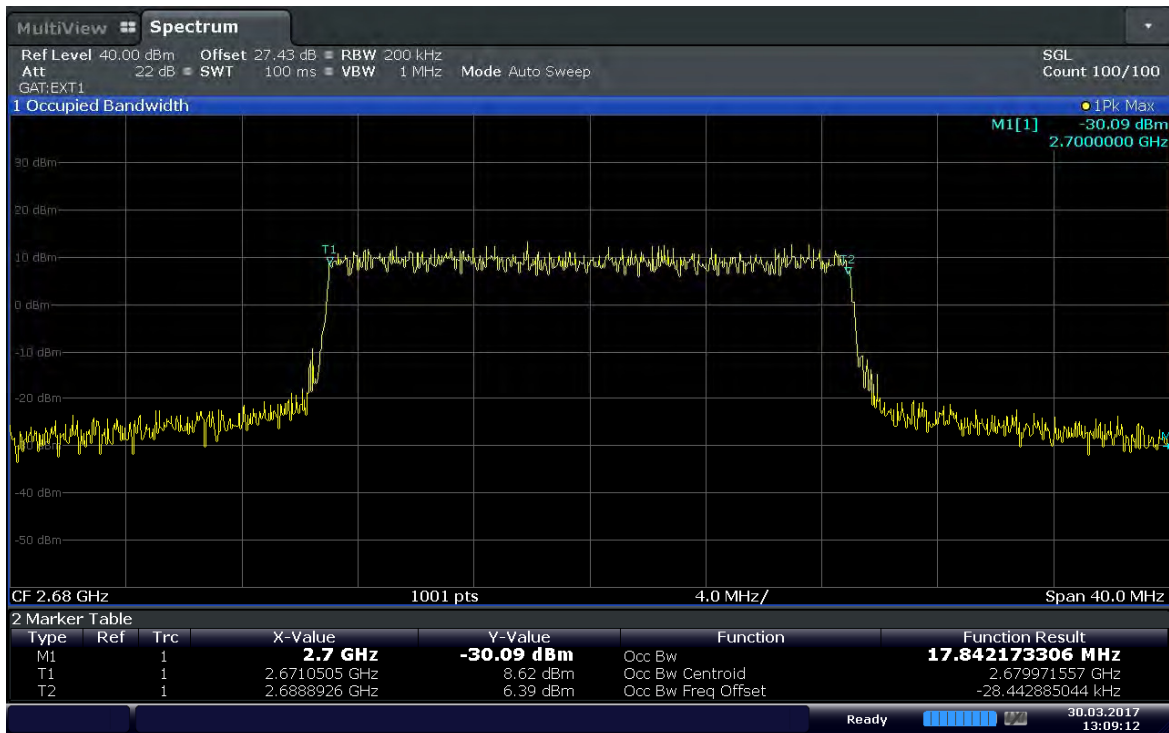 MultiView Spectrum
Ref Level 40.00 dBm Offset 27.43 dB RBW 200 kHz SGL
Att 22 dB SWT 100 ms VBW 1 MHz Mode Auto Sweep Count 100/100
GAT:EXT1
1 Occupied Bandwidth 1Pk Max
M1[1] -30.09 dBm
2.7000000 GHz
30 dBm
20 dBm
T1
10 dBm
T2
0 dBm
-10 dBm
-20 dBm
-40 dBm
-50 dBm
CF 2.68 GHz 1001 pts 4.0 MHz/ Span 40.0 MHz
2 Marker Table
Type Ref Trc X-Value Y-Value Function Function Result
M1 1 2.7 GHz -30.09 dBm Occ Bw 17.842173306 MHz
T1 1 2.6710505 GHz 8.62 dBm Occ Bw Centroid 2.679971557 GHz
T2 1 2.6888926 GHz 6.39 dBm Occ Bw Freq Offset -28.442885044 kHz
Ready 30.03.2017
13:09:12